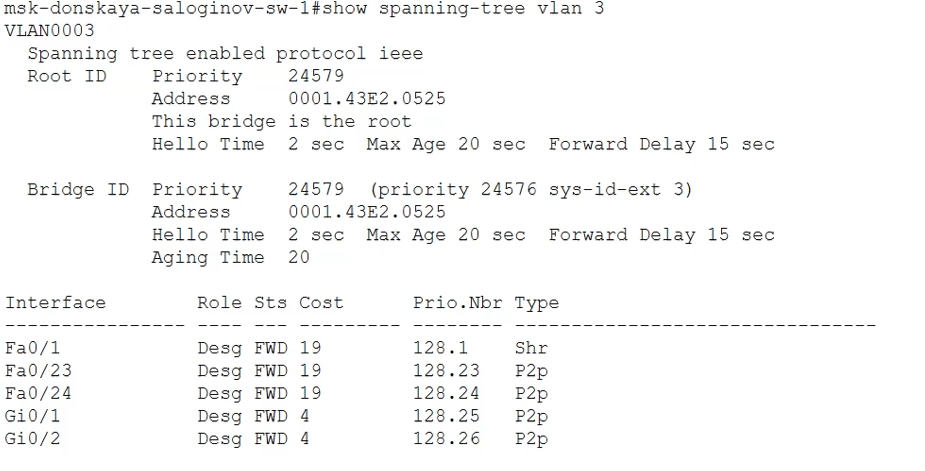 msk-donskaya-saloginov-sw-1#show spanning-tree vlan 3
VLAN0003
  Spanning tree enabled protocol ieee
  Root ID    Priority    24579
             Address     0001.43E2.0525
             This bridge is the root
             Hello Time  2 sec  Max Age 20 sec  Forward Delay 15 sec

  Bridge ID  Priority    24579  (priority 24576 sys-id-ext 3)
             Address     0001.43E2.0525
             Hello Time  2 sec  Max Age 20 sec  Forward Delay 15 sec
             Aging Time  20

Interface        Role Sts Cost      Prio.Nbr Type
---------------- ---- --- --------- -------- --------------------------------
Fa0/1            Desg FWD 19        128.1    Shr
Fa0/23           Desg FWD 19        128.23   P2p
Fa0/24           Desg FWD 19        128.24   P2p
Gi0/1            Desg FWD 4         128.25   P2p
Gi0/2            Desg FWD 4         128.26   P2p